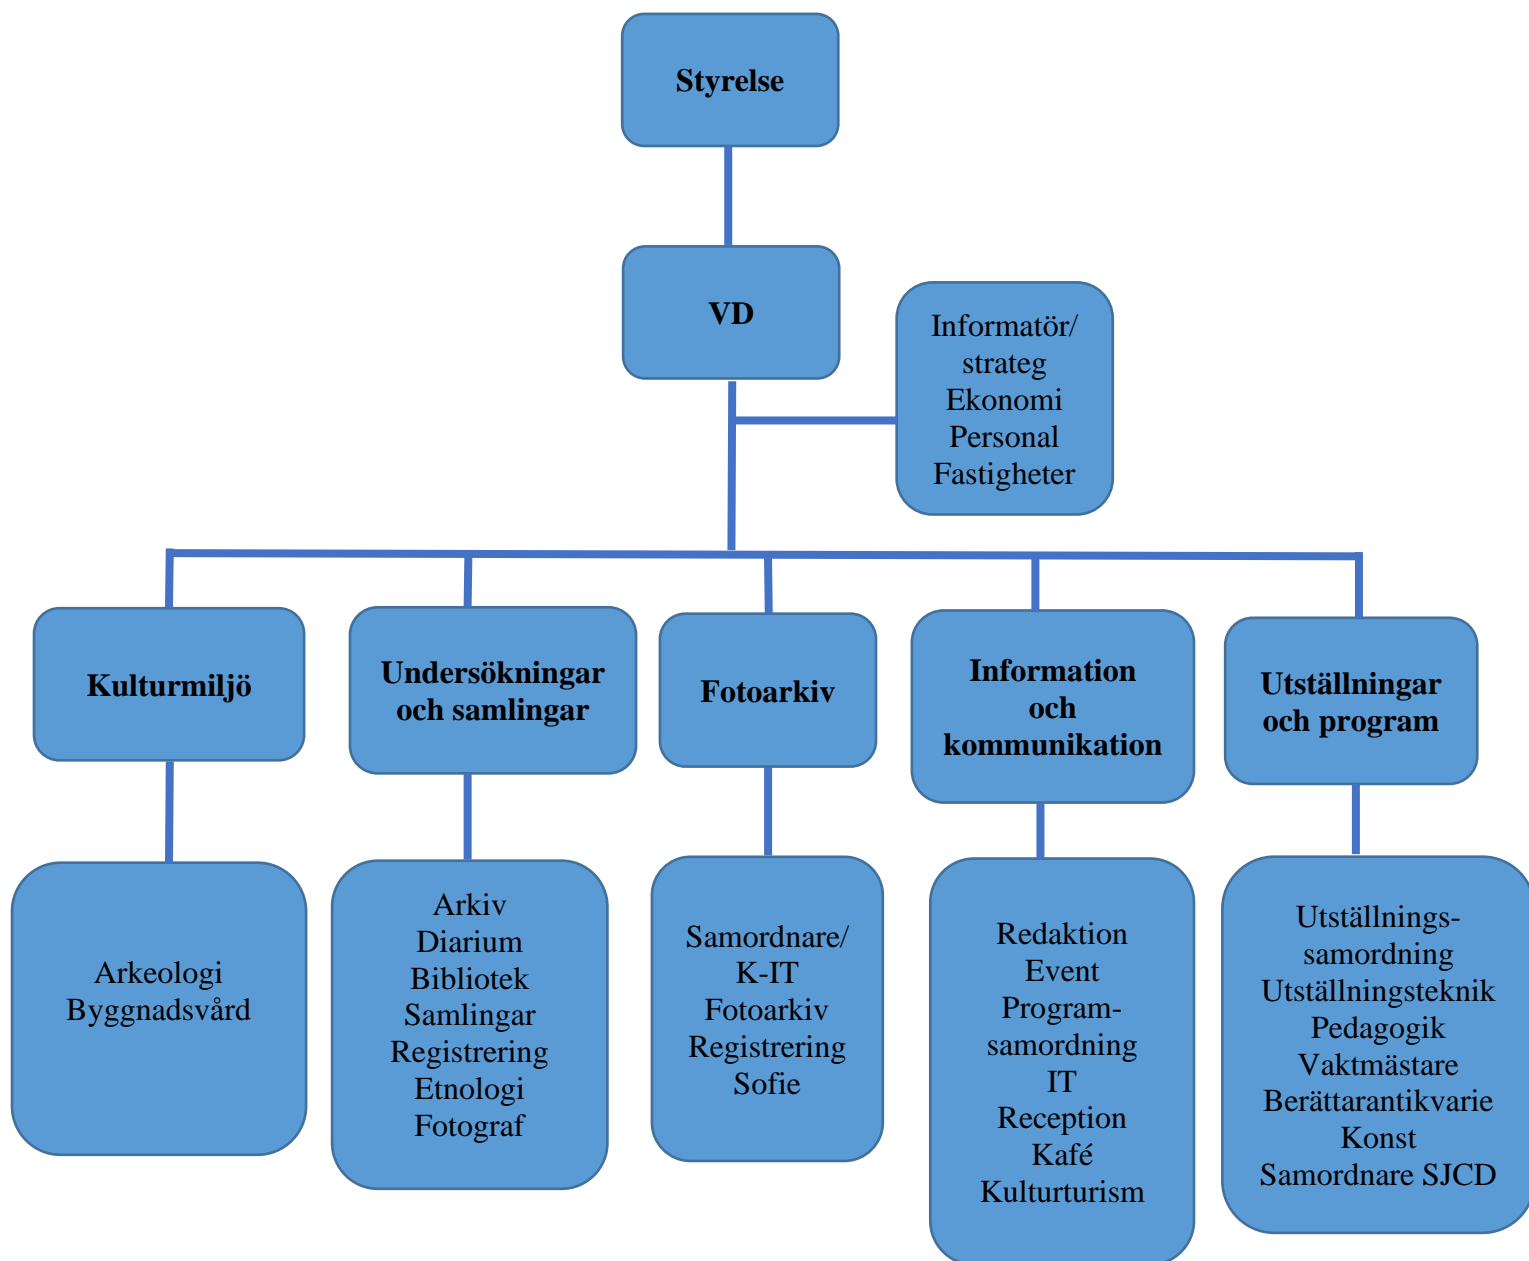 Styrelse
VD
Informatör/
strateg
Ekonomi
Personal
Fastigheter
Kulturmiljö
Undersökningar
och samlingar
Fotoarkiv
Information
och
kommunikation
Utställningar
och program
Arkeologi
Byggnadsvård
Arkiv
Diarium
Bibliotek
Samlingar
Registrering
Etnologi
Fotograf
Samordnare/
K-IT
Fotoarkiv
Registrering
Sofie
Redaktion
Event
Program-
samordning
IT
Reception
Kafé
Kulturturism
Utställnings-
samordning
Utställningsteknik
Pedagogik
Vaktmästare
Berättarantikvarie
Konst
Samordnare SJCD